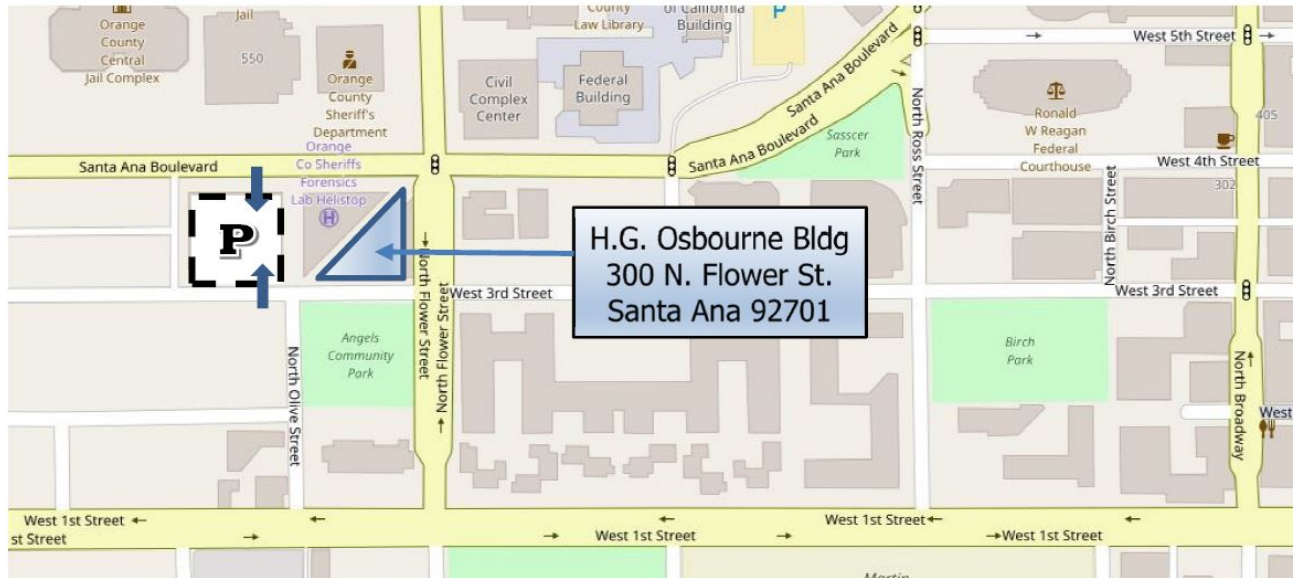 Orange
County
Central
Jail Complex
Jail
550
Orange
County
Sheriff's
Department
Orange
Co Sheriffs
Forensics
Lab Helistop
H
County
Law Library
of California
Building
P
Civil
Complex
Center
Federal
Building
Santa Ana Boulevard
Santa Ana Boulevard
Santa Ana Boulevard
Sasscer
Park
North Ross Street
West 5th Street
Ronald
W Reagan
Federal
Courthouse
405
West 4th Street
302
North Birch Street
P
H.G. Osbourne Bldg
300 N. Flower St.
Santa Ana 92701
North Flower Street
North Flower Street
West 3rd Street
West 3rd Street
Angels
Community
Park
North Olive Street
Birch
Park
North Broadway
West
West 1st Street
st Street
West 1st Street
West 1st Street
West 1st Street
Martin